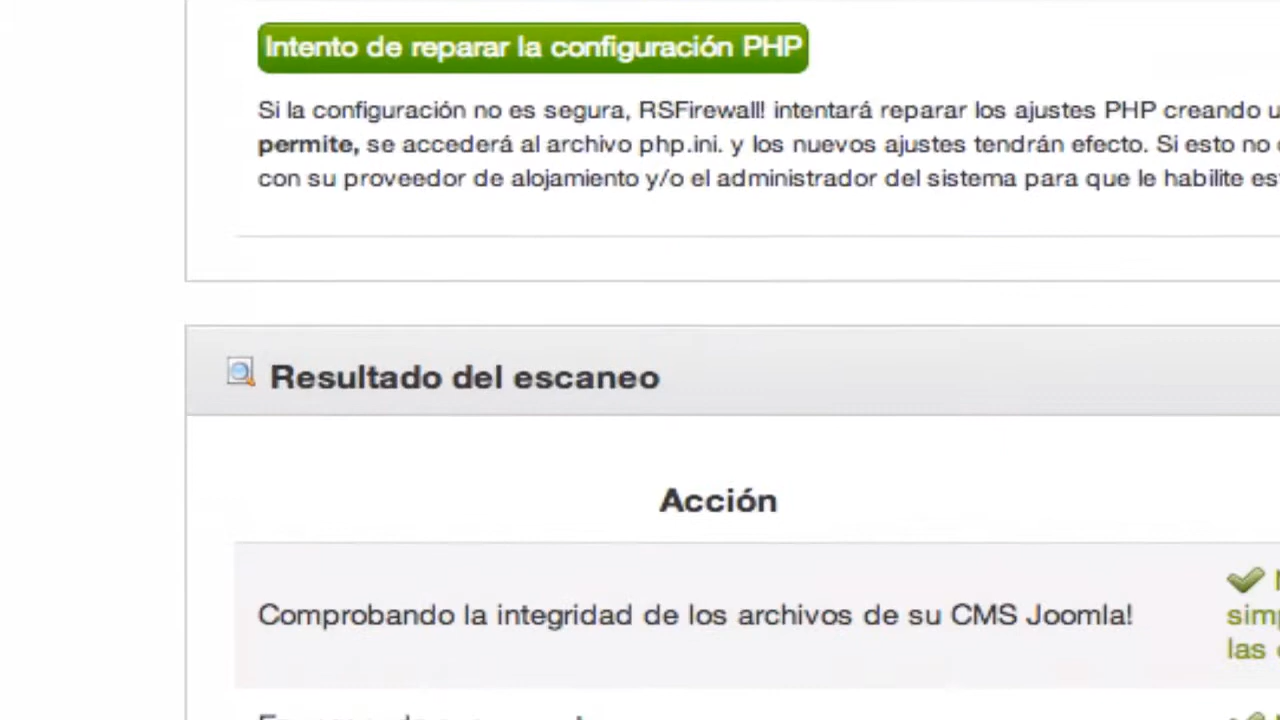 Intento de reparar la configuración PHP
Si la configuración no es segura, RSFirewall! intentará reparar los ajustes PHP creando
permite, se accederá al archivo php.ini. y los nuevos ajustes tendrán efecto. Si esto no
con su proveedor de alojamiento y/o el administrador del sistema para que le habilite
Resultado del escaneo
Acción
Comprobando la integridad de los archivos de su CMS Joomla!
las